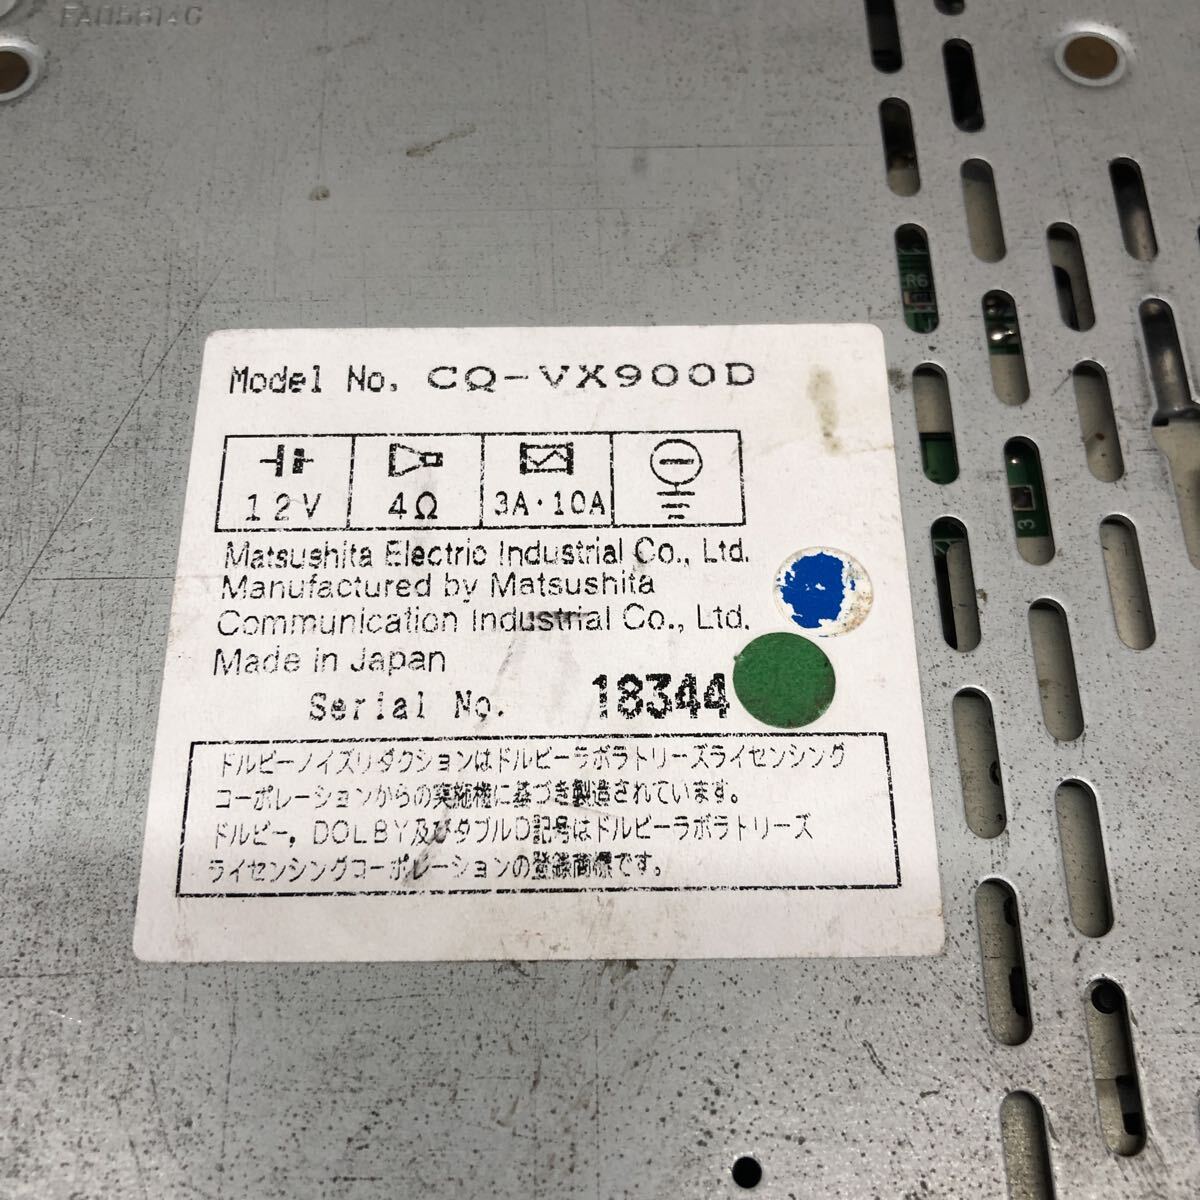 Model No. CQ-VX900D
12V 4Ω 3A・10A
Matsushita Electric Industrial Co., Ltd.
Manufactured by Matsushita
Communication Industrial Co., Ltd.
Made in Japan
Serial No. 18344
ドルビーノイズリダクションはドルビーラボラトリーズライセンシング
コーポレーションからの実施権に基づき製造されています。
ドルビー，DOLBY及びダブルD記号はドルビーラボラトリーズ
ライセンシングコーポレーションの登録商標です。
R6
3